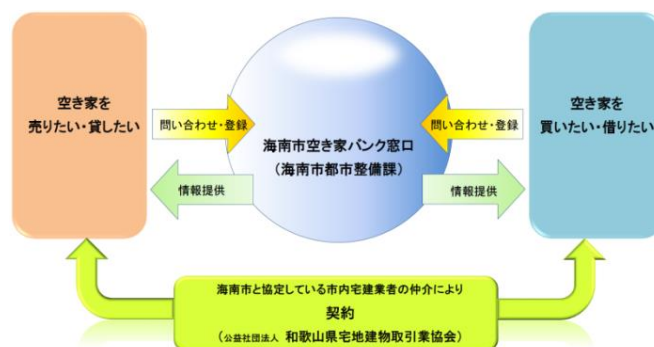 空き家を
売りたい・貸したい
問い合わせ・登録
情報提供
海南市空き家バンク窓口
（海南市都市整備課）
問い合わせ・登録
情報提供
空き家を
買いたい・借りたい
海南市と協定している市内宅建業者の仲介により
契約
（公益社団法人 和歌山県宅地建物取引業協会）